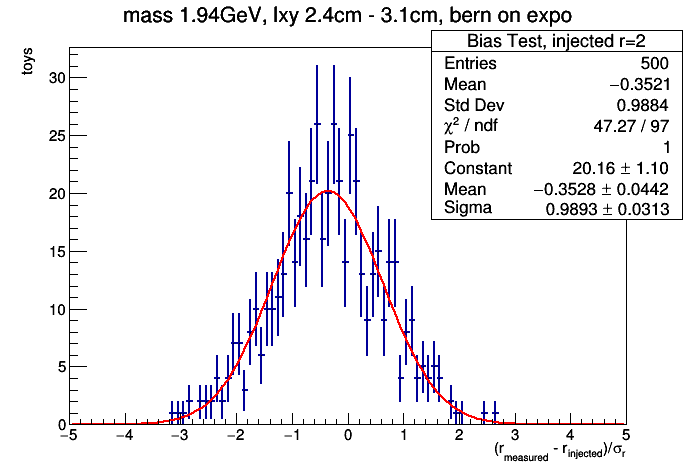 mass 1.94GeV, lxy 2.4cm - 3.1cm, bern on expo
Bias Test, injected r=2
Entries 500
Mean −0.3521
Std Dev 0.9884
χ² / ndf 47.27 / 97
Prob 1
Constant 20.16 ± 1.10
Mean −0.3528 ± 0.0442
Sigma 0.9893 ± 0.0313
toys
30
25
20
15
10
5
0
−5 −4 −3 −2 −1 0 1 2 3 4 5
(r_measured - r_injected)/σ_r